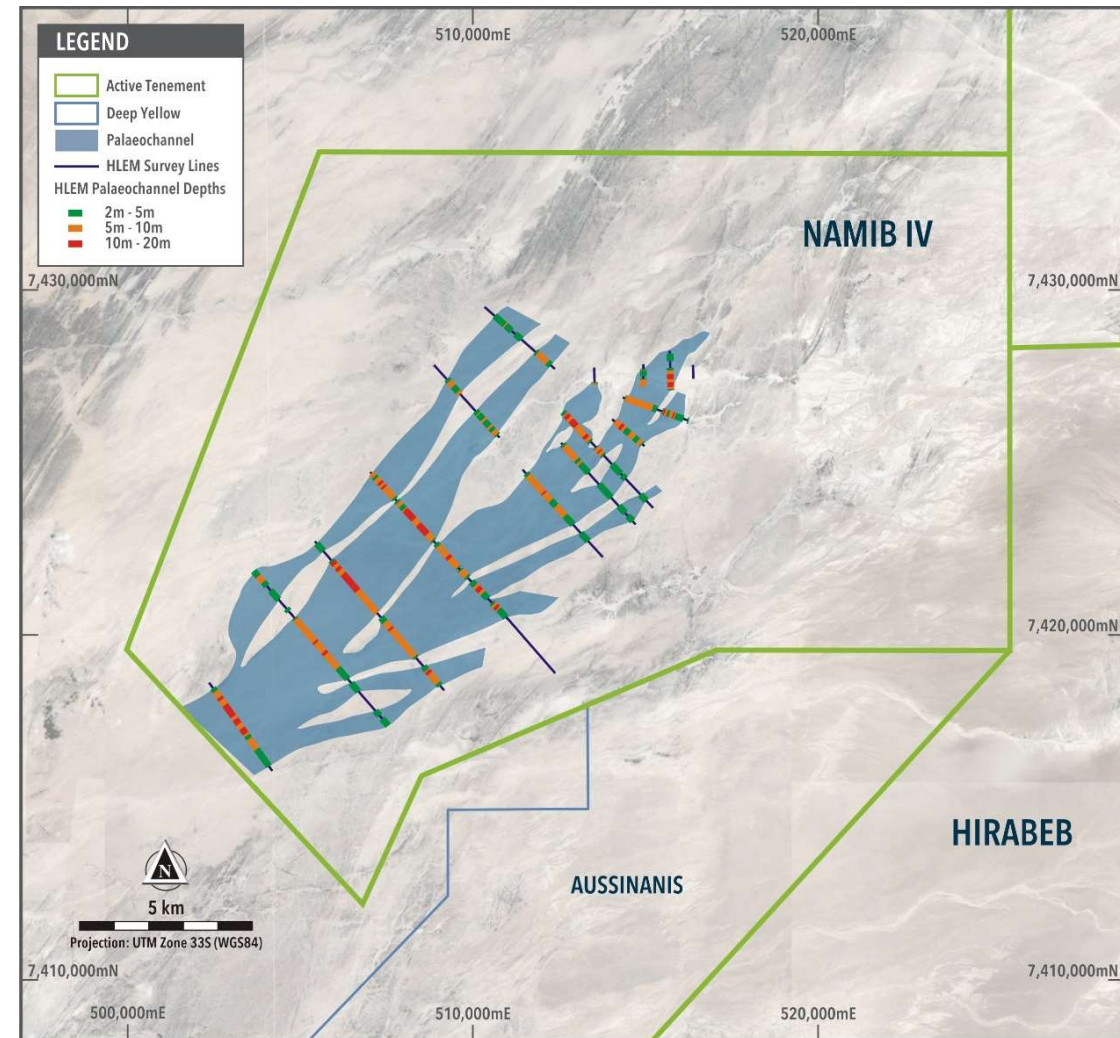 LEGEND
Active Tenement
Deep Yellow
Palaeochannel
HLEM Survey Lines
HLEM Palaeochannel Depths
2m - 5m
5m - 10m
10m - 20m
510,000mE
520,000mE
NAMIB IV
7,430,000mN
7,430,000mN
7,420,000mN
HIRABEB
AUSSINANIS
N
5 km
Projection: UTM Zone 33S (WGS84)
7,410,000mN
7,410,000mN
500,000mE
510,000mE
520,000mE